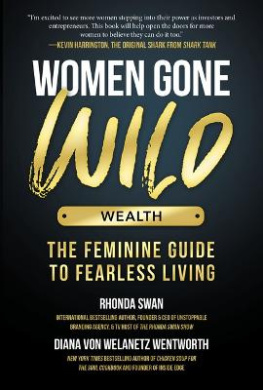 "I'm excited to see more women stepping into their power as investors and
entrepreneurs. This book will help open the doors for more
women to believe they can do it too."
—KEVIN HARRINGTON, THE ORIGINAL SHARK FROM SHARK TANK
WOMEN GONE
WILD
WEALTH
THE FEMININE GUIDE
TO FEARLESS LIVING
RHONDA SWAN
INTERNATIONAL BESTSELLING AUTHOR, FOUNDER & CEO OF UNSTOPPABLE
BRANDING AGENCY, & TV HOST OF THE RHONDA SWAN SHOW
DIANA VON WELANETZ WENTWORTH
NEW YORK TIMES BESTSELLING AUTHOR OF CHICKEN SOUP FOR
THE SOUL COOKBOOK AND FOUNDER OF INSIDE EDGE